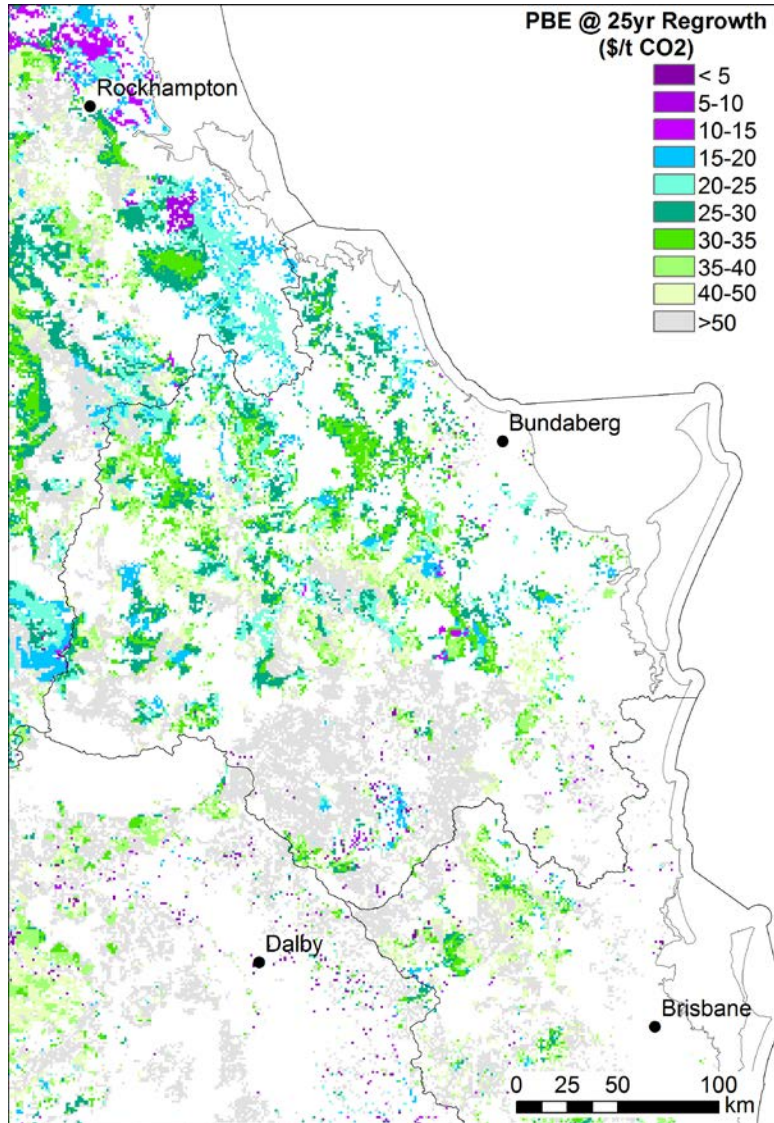 PBE @ 25yr Regrowth
($/t CO2)
< 5
5-10
10-15
15-20
20-25
25-30
30-35
35-40
40-50
>50
Rockhampton
Bundaberg
Dalby
Brisbane
0 25 50 100
km